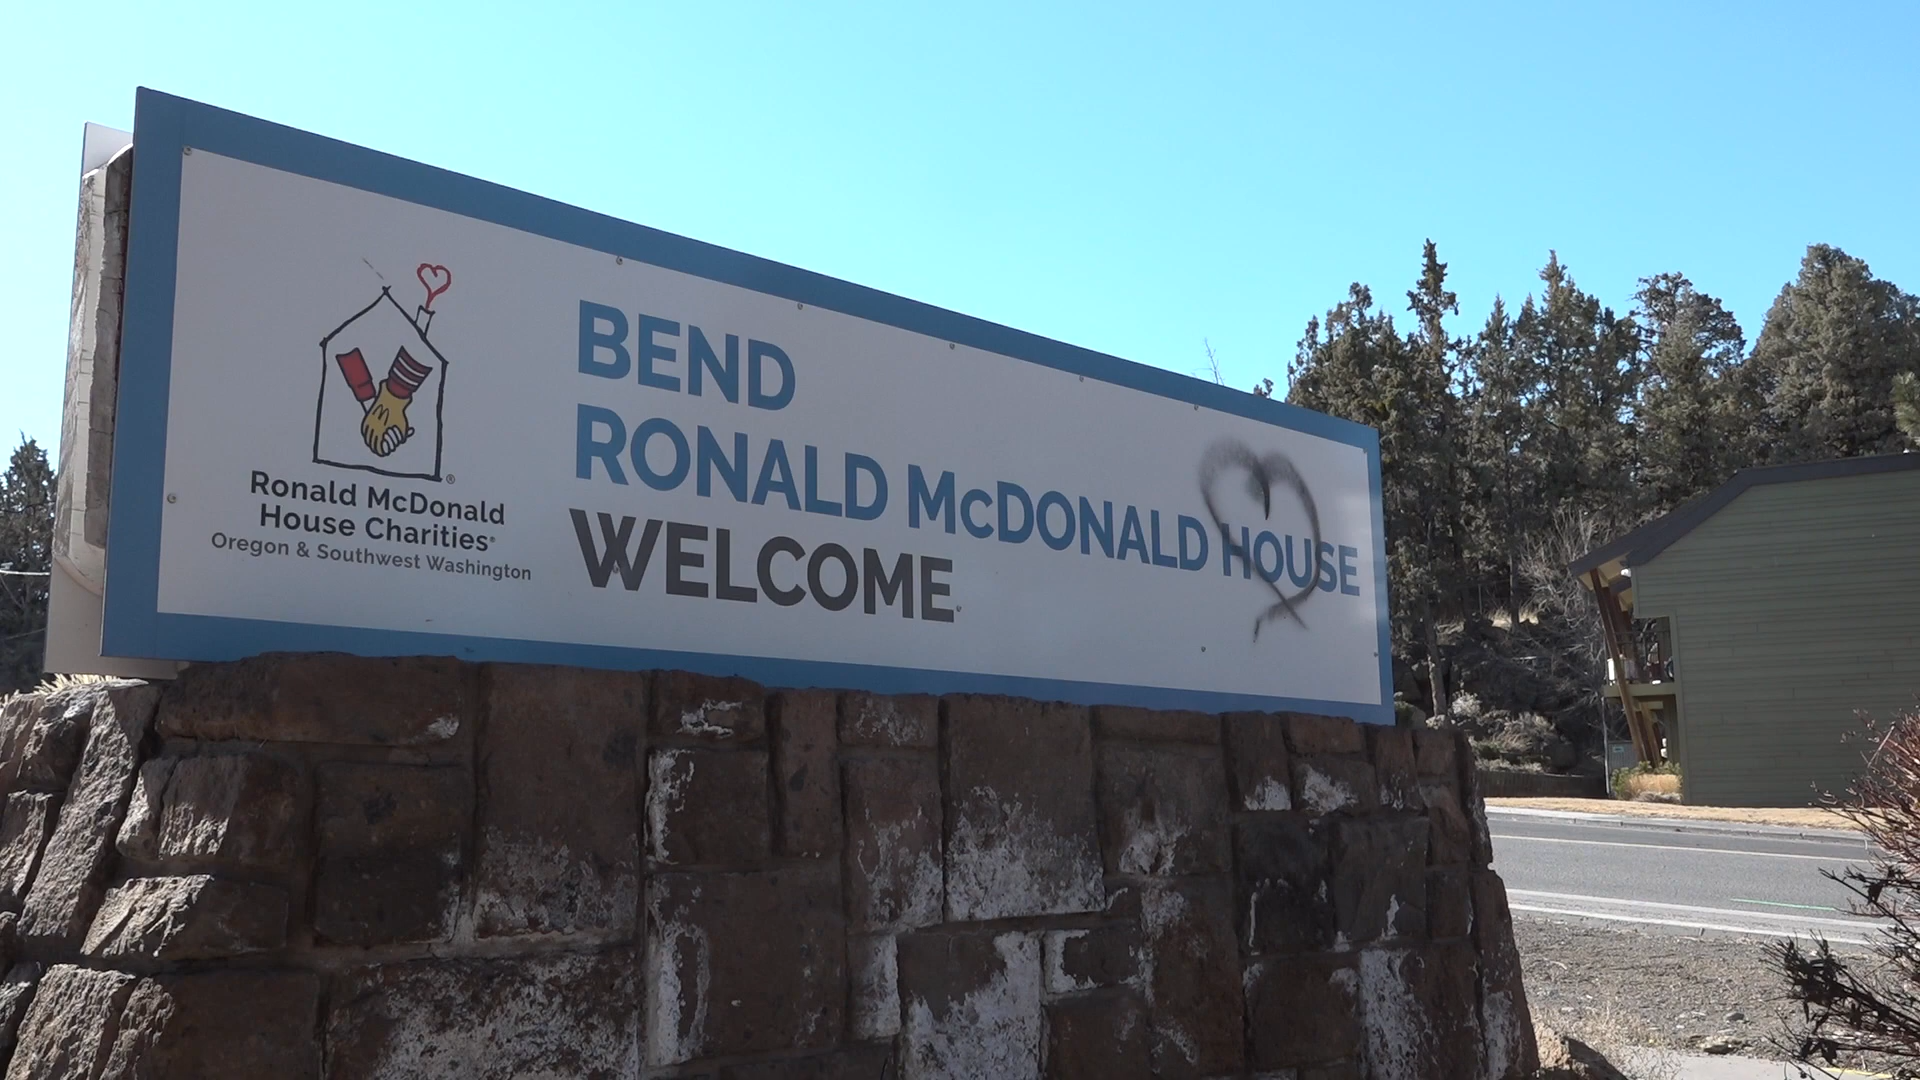 Ronald McDonald
House Charities®
Oregon & Southwest Washington
BEND
RONALD McDONALD HOUSE
WELCOME